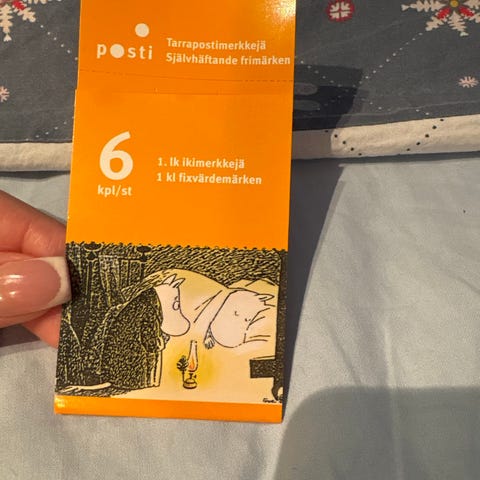 posti
Tarrapostimerkkejä
Självhäftande frimärken
6
kpl/st
1. lk ikimerkkejä
1 kl fixvärdemärken